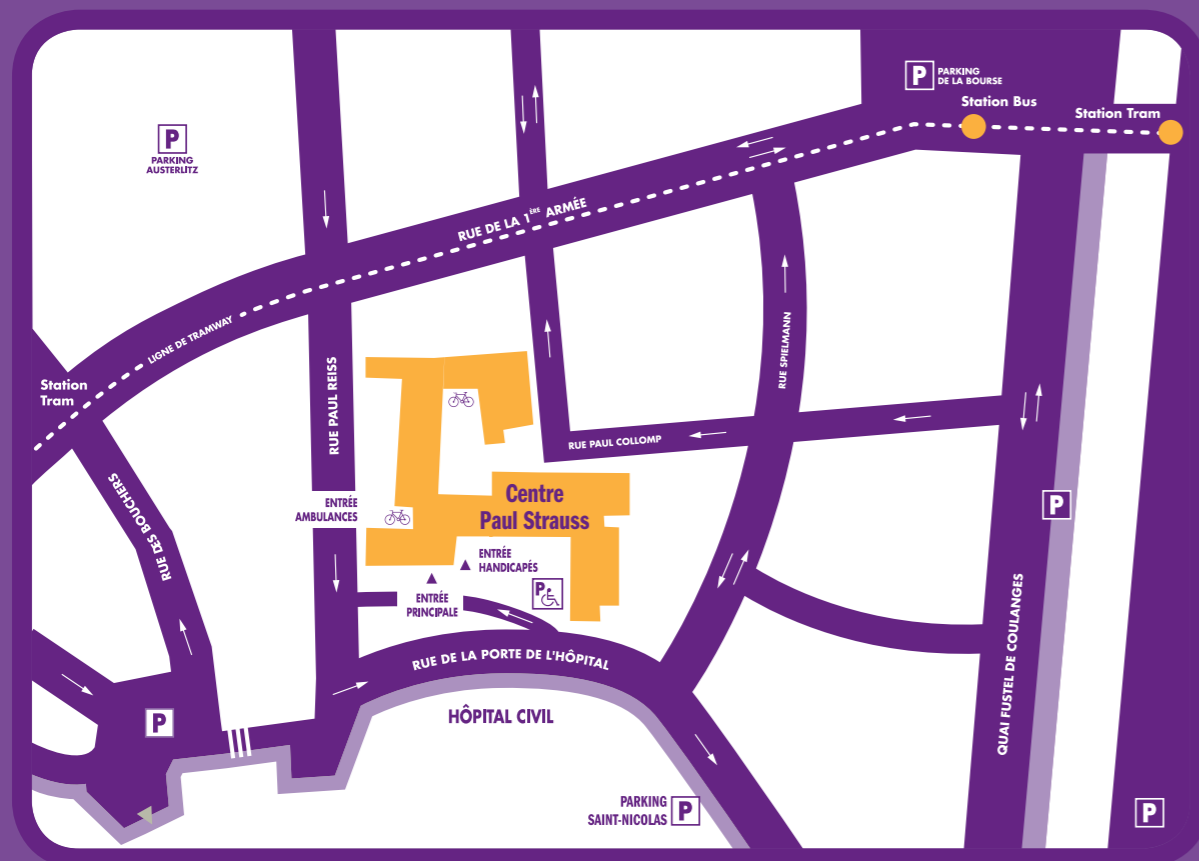 P
PARKING
DE LA BOURSE
Station Bus
Station Tram
P
PARKING
AUSTERLITZ
RUE DE LA 1ÈRE ARMÉE
LIGNE DE TRAMWAY
Station
Tram
RUE PAUL REISS
RUE SPIELMANN
RUE PAUL COLLOMP
RUE DES BOUCHERS
ENTRÉE
AMBULANCES
Centre
Paul Strauss
P
ENTRÉE
HANDICAPÉS
P
ENTRÉE
PRINCIPALE
RUE DE LA PORTE DE L'HÔPITAL
QUAI FUSTEL DE COULANGES
P
HÔPITAL CIVIL
PARKING
SAINT-NICOLAS
P
P